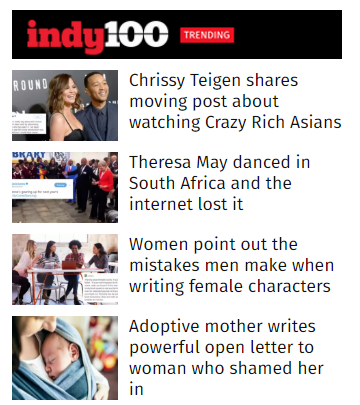 indy100 TRENDING
ROUND
Chrissy Teigen shares
moving post about
watching Crazy Rich Asians
Theresa May danced in
South Africa and the
internet lost it
Women point out the
mistakes men make when
writing female characters
Adoptive mother writes
powerful open letter to
woman who shamed her
in